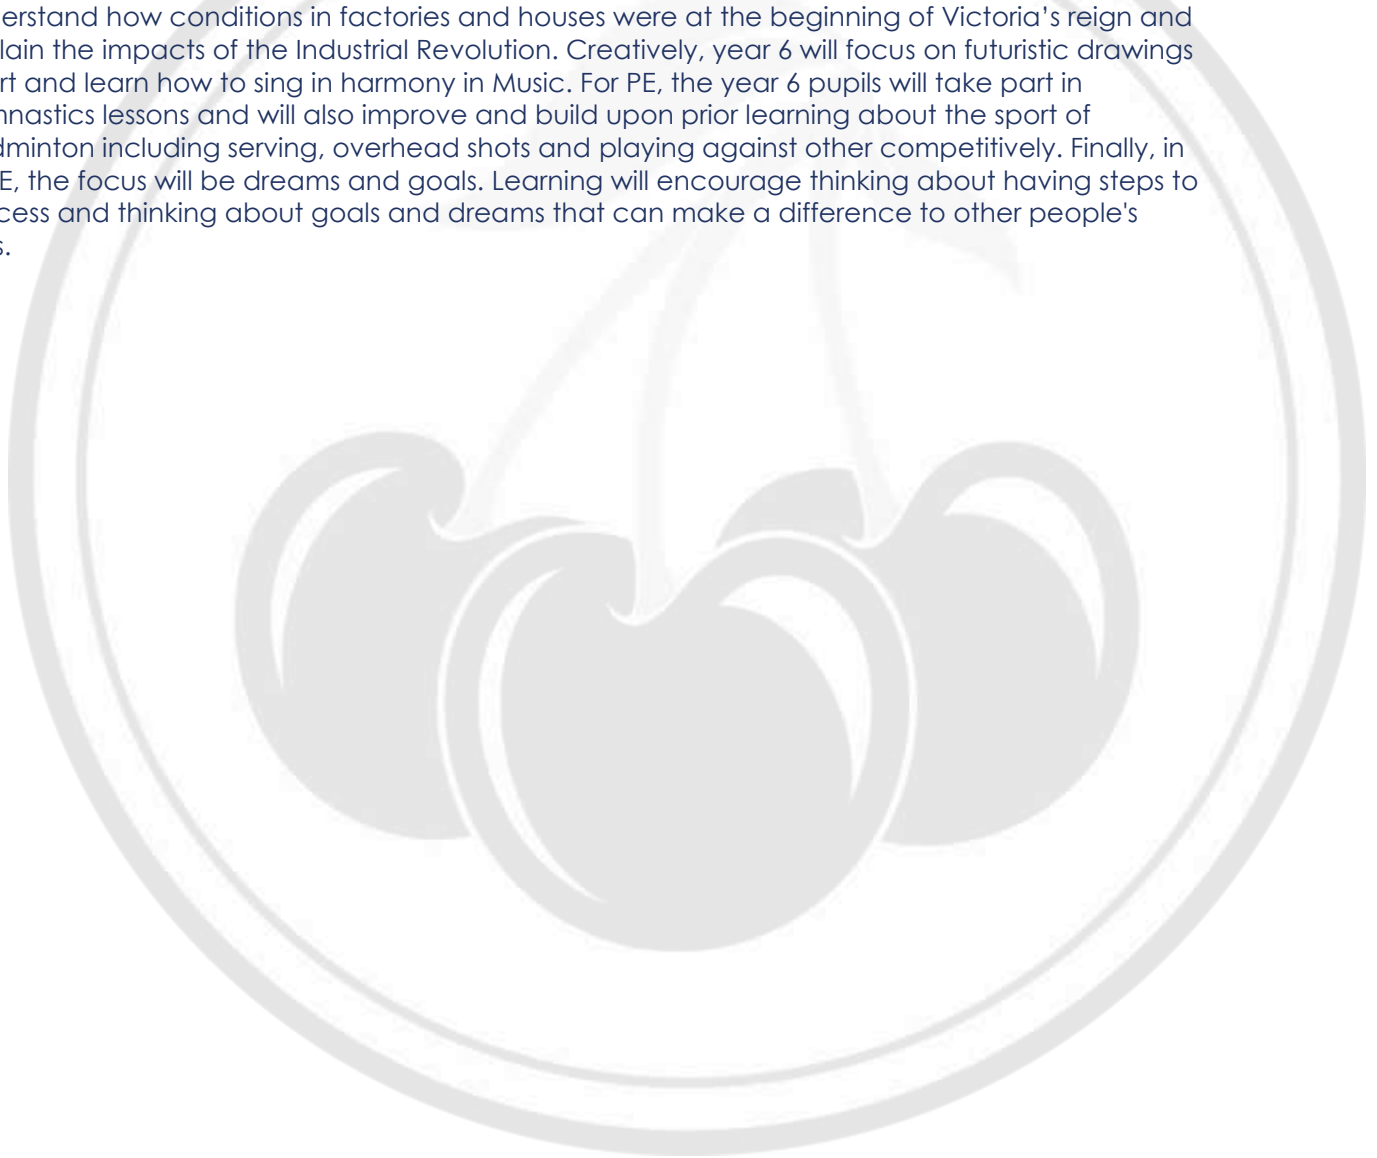 erstand how conditions in factories and houses were at the beginning of Victoria’s reign and
lain the impacts of the Industrial Revolution. Creatively, year 6 will focus on futuristic drawings
rt and learn how to sing in harmony in Music. For PE, the year 6 pupils will take part in
nnastics lessons and will also improve and build upon prior learning about the sport of
dminton including serving, overhead shots and playing against other competitively. Finally, in
E, the focus will be dreams and goals. Learning will encourage thinking about having steps to
cess and thinking about goals and dreams that can make a difference to other people's
s.